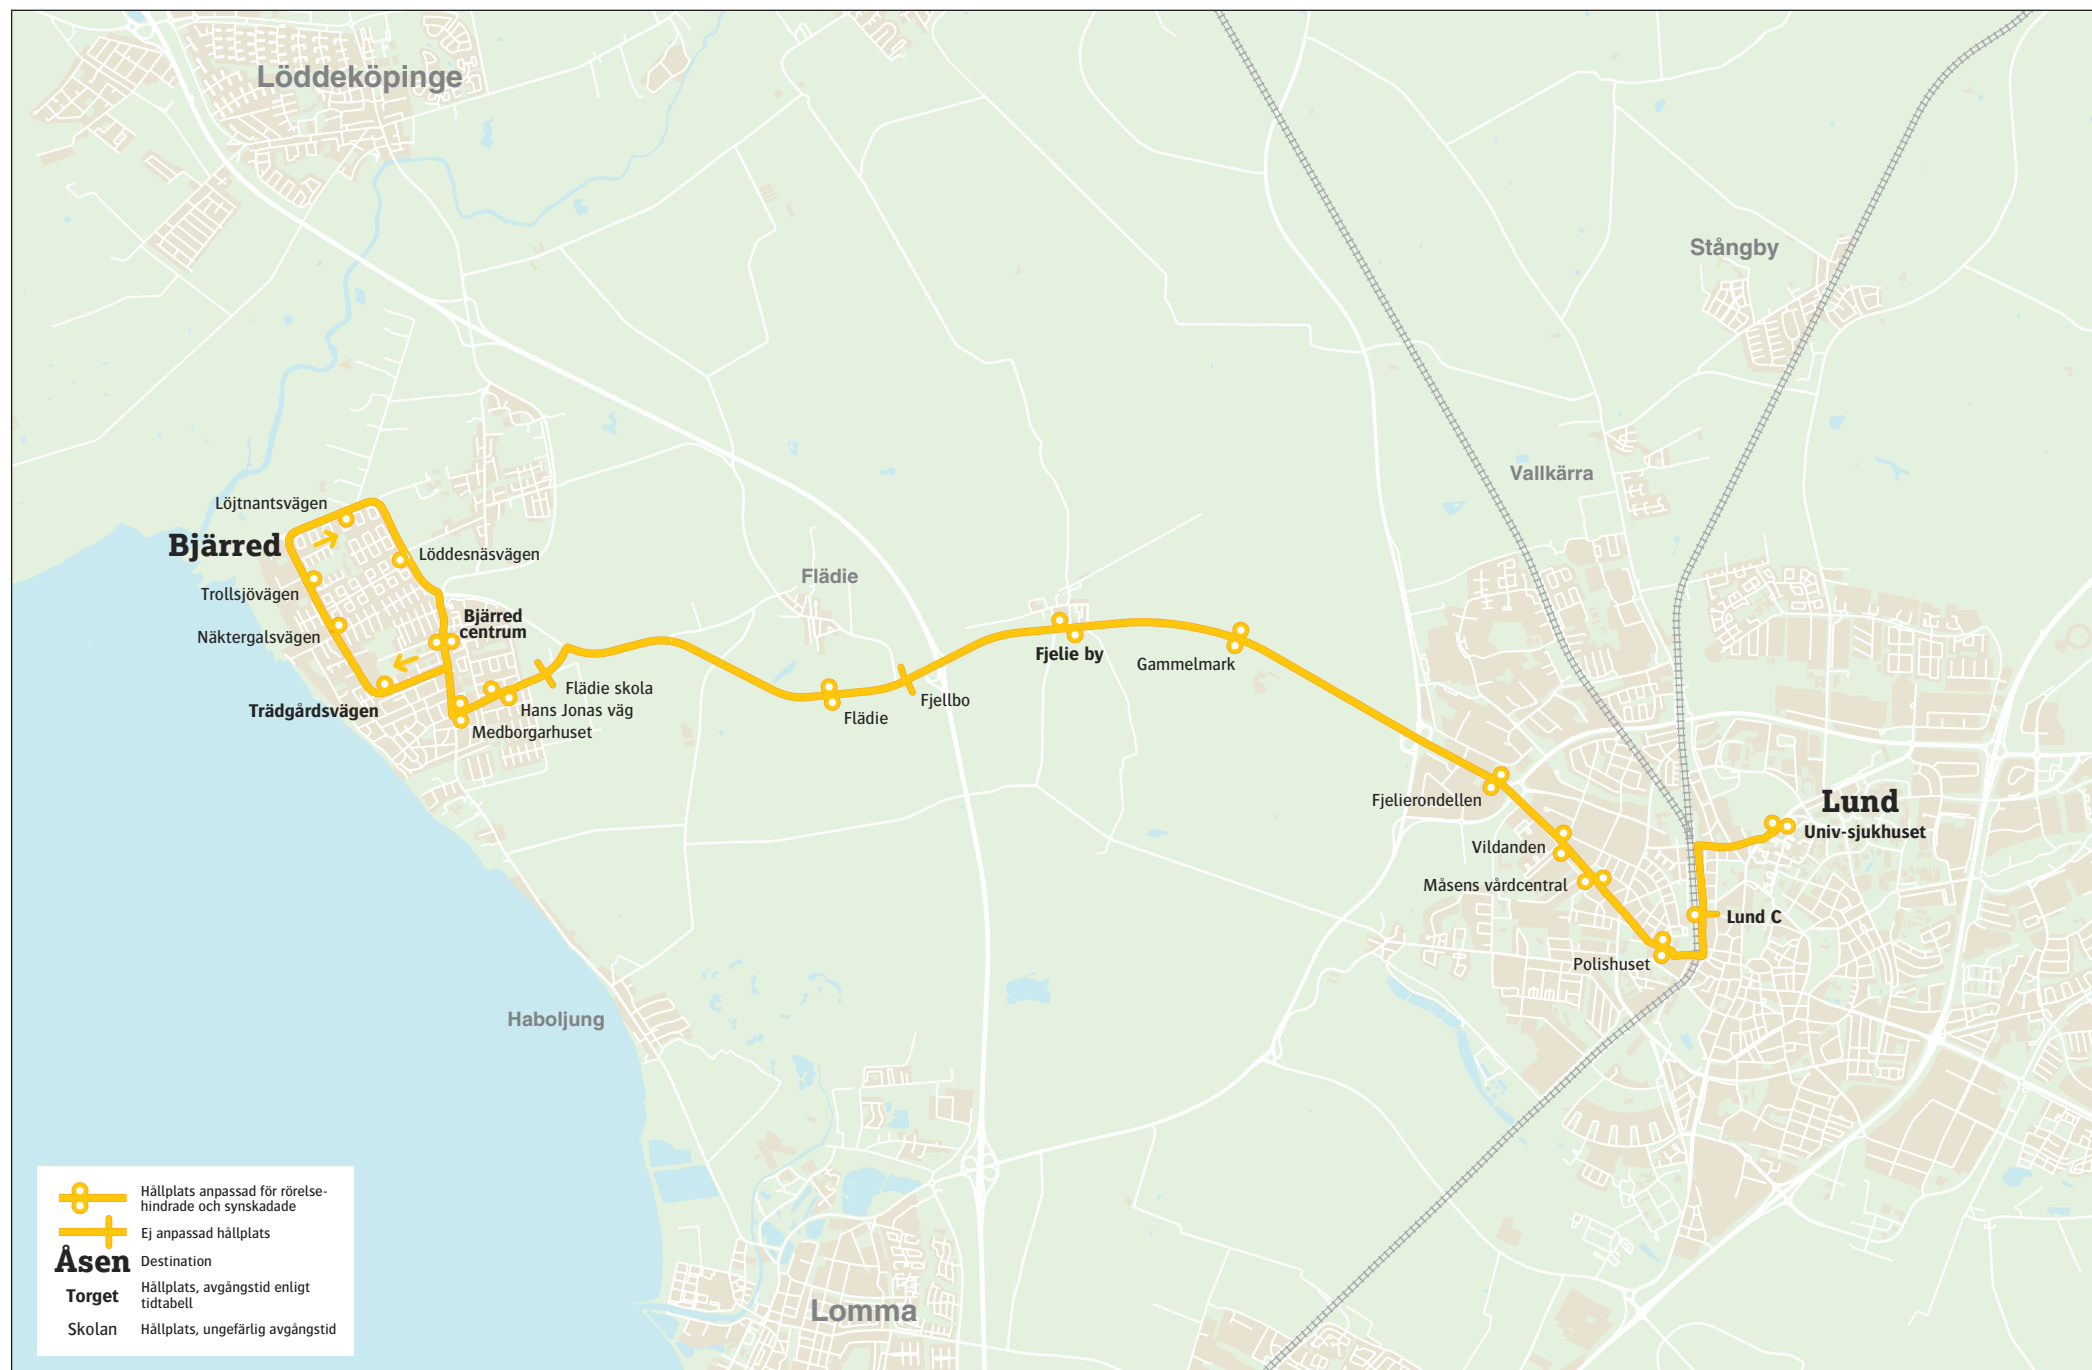 Löddeköpinge
Stångby
Vallkärra
Löjtnantsvägen
Bjärred
Löddesnäsvägen
Flädie
Trollsjövägen
Bjärred
centrum
Näktergalsvägen
Fjelie by
Gammelmark
Flädie skola
Fjellbo
Trädgårdsvägen
Hans Jonas väg
Flädie
Medborgarhuset
Fjelierondellen
Lund
Univ-sjukhuset
Vildanden
Måsens vårdcentral
Lund C
Polishuset
Haboljung
Lomma
Hållplats anpassad för rörelse-
hindrade och synskadade
Ej anpassad hållplats
Åsen Destination
Torget Hållplats, avgångstid enligt
tidtabell
Skolan Hållplats, ungefärlig avgångstid